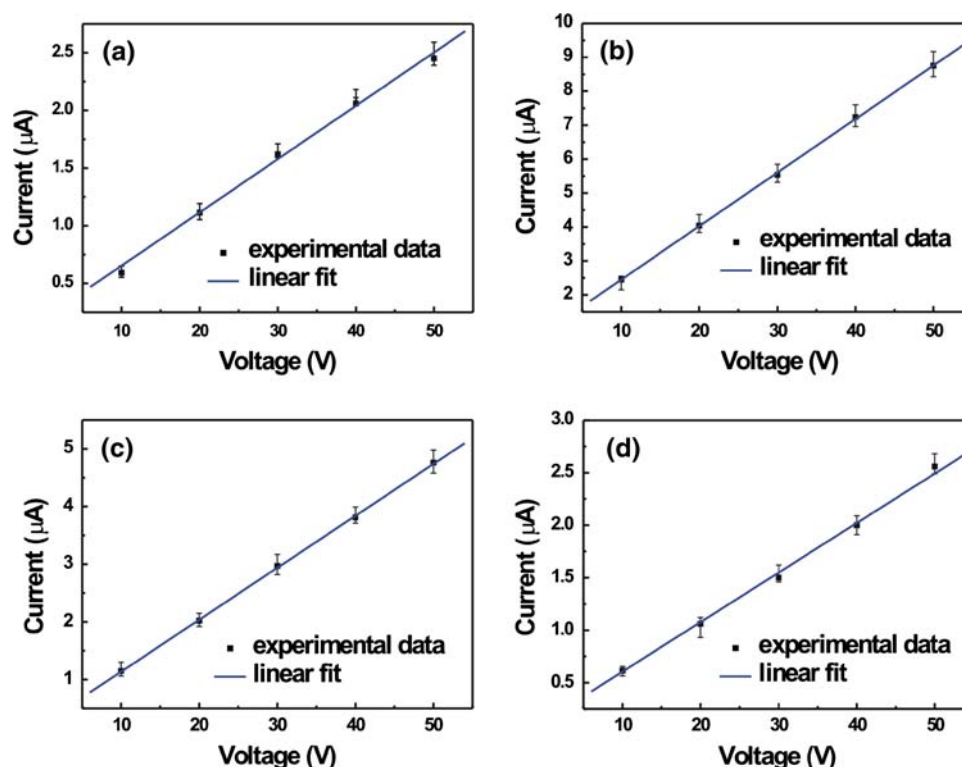 (a)
2.5
2.0
1.5
1.0
0.5
Current (μA)
experimental data
linear fit
10 20 30 40 50
Voltage (V)
(b)
10
9
8
7
6
5
4
3
2
Current (μA)
experimental data
linear fit
10 20 30 40 50
Voltage (V)
(c)
5
4
3
2
1
Current (μA)
experimental data
linear fit
10 20 30 40 50
Voltage (V)
(d)
3.0
2.5
2.0
1.5
1.0
0.5
Current (μA)
experimental data
linear fit
10 20 30 40 50
Voltage (V)